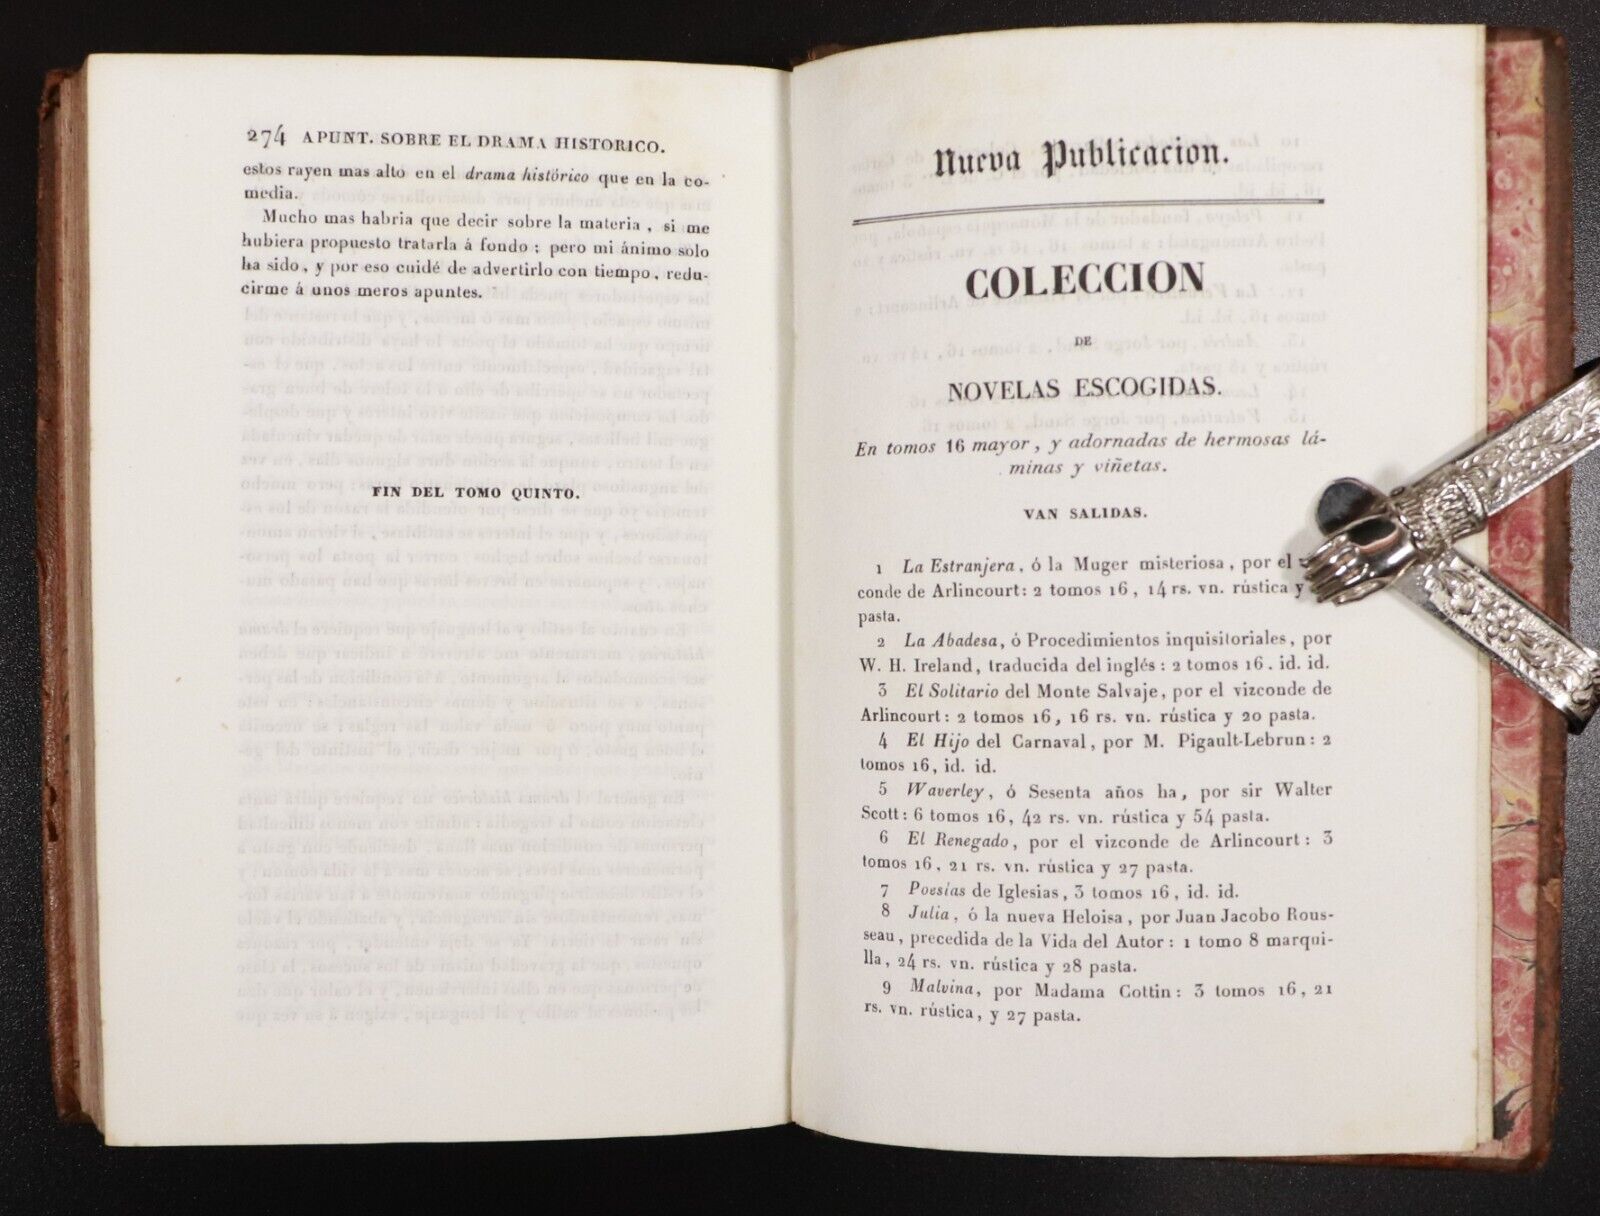 274 APUNT. SOBRE EL DRAMA HISTORICO.
estos rayen mas alto en el drama histórico que en la co-
media.
Mucho mas habria que decir sobre la materia, si me
hubiera propuesto tratarla á fondo; pero mi ánimo solo
ha sido, y por eso cuidé de advertirlo con tiempo, redu-
cirme á unos meros apuntes.
FIN DEL TOMO QUINTO.
Nueva Publicacion.
COLECCION
DE
NOVELAS ESCOGIDAS.
En tomos 16 mayor, y adornadas de hermosas lá-
minas y viñetas.
VAN SALIDAS.
1 La Estranjera, ó la Muger misteriosa, por el
conde de Arlincourt: 2 tomos 16, 14 rs. vn. rústica y
pasta.
2 La Abadesa, ó Procedimientos inquisitoriales, por
W. H. Ireland, traducida del inglés: 2 tomos 16. id. id.
3 El Solitario del Monte Salvaje, por el vizconde de
Arlincourt: 2 tomos 16, 16 rs. vn. rústica y 20 pasta.
4 El Hijo del Carnaval, por M. Pigault-Lebrun: 2
tomos 16, id. id.
5 Waverley, ó Sesenta años ha, por sir Walter
Scott: 6 tomos 16, 42 rs. vn. rústica y 54 pasta.
6 El Renegado, por el vizconde de Arlincourt: 3
tomos 16, 21 rs. vn. rústica y 27 pasta.
7 Poesías de Iglesias, 3 tomos 16, id. id.
8 Julia, ó la nueva Heloisa, por Juan Jacobo Rous-
seau, precedida de la Vida del Autor: 1 tomo 8 marqui-
lla, 24 rs. vn. rústica y 28 pasta.
9 Malvina, por Madama Cottin: 3 tomos 16, 21
rs. vn. rústica, y 27 pasta.